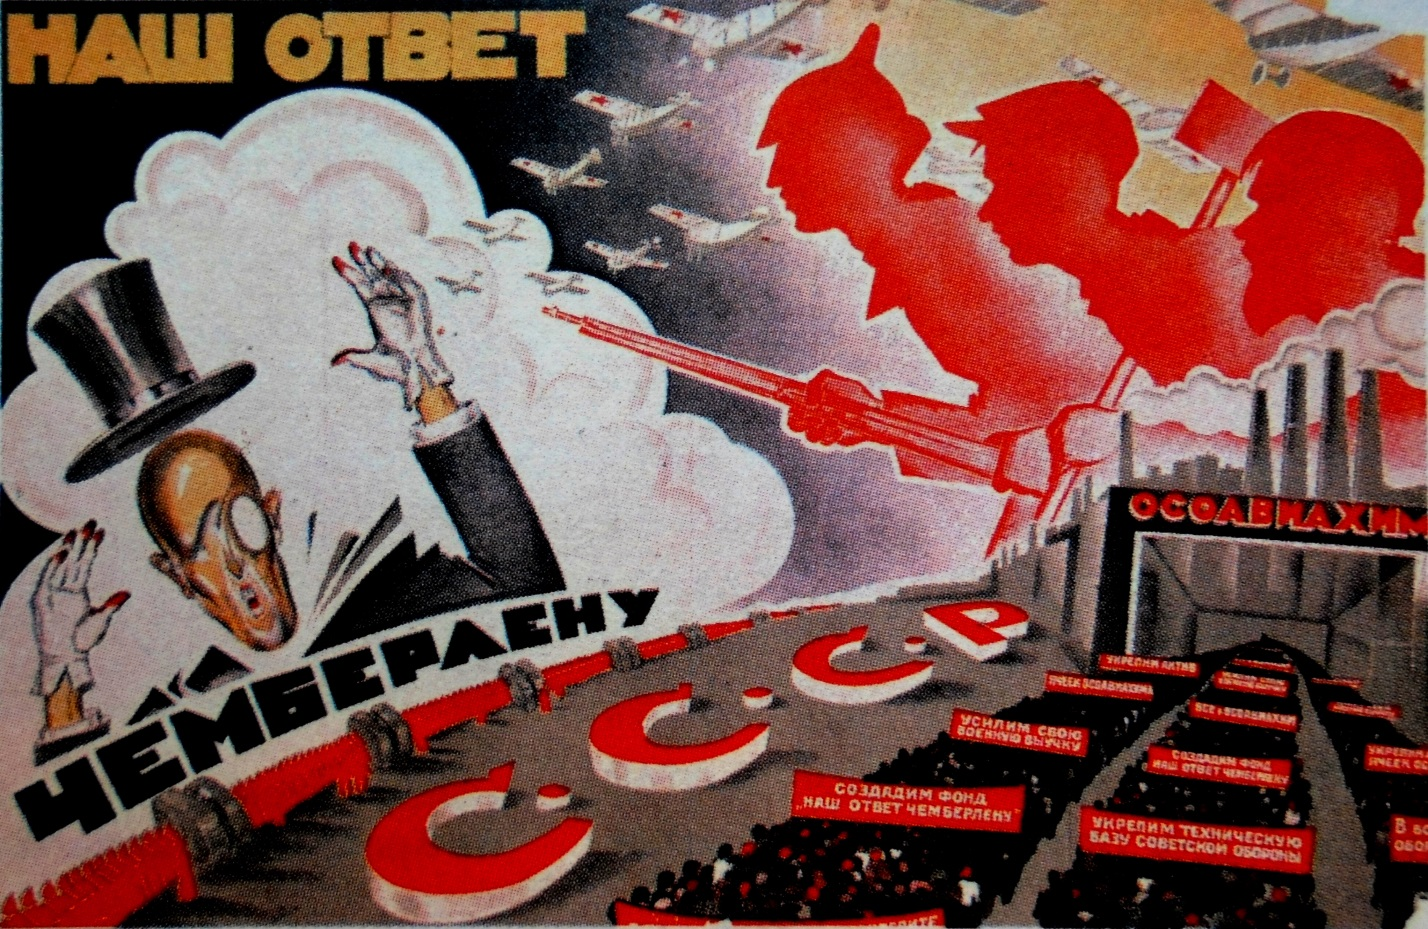 НАШ ОТВЕТ
ЧЕМБЕРЛЕНУ
С.С.С.Р
ОСОАВИАХИМ
УКРЕПИМ АКТИВ
ЯЧЕЕК ОСОАВИАХИМА
УСИЛИМ СВОЮ
ВОЕННУЮ ВЫУЧКУ
ВСЕ В ОСОАВИАХИМ
СОЗДАДИМ ФОНД
НАШ ОТВЕТ ЧЕМБЕРЛЕНУ
СОЗДАДИМ ФОНД
„НАШ ОТВЕТ ЧЕМБЕРЛЕНУ"
УКРЕПИМ ТЕХНИЧЕСКУЮ
БАЗУ СОВЕТСКОЙ ОБОРОНЫ